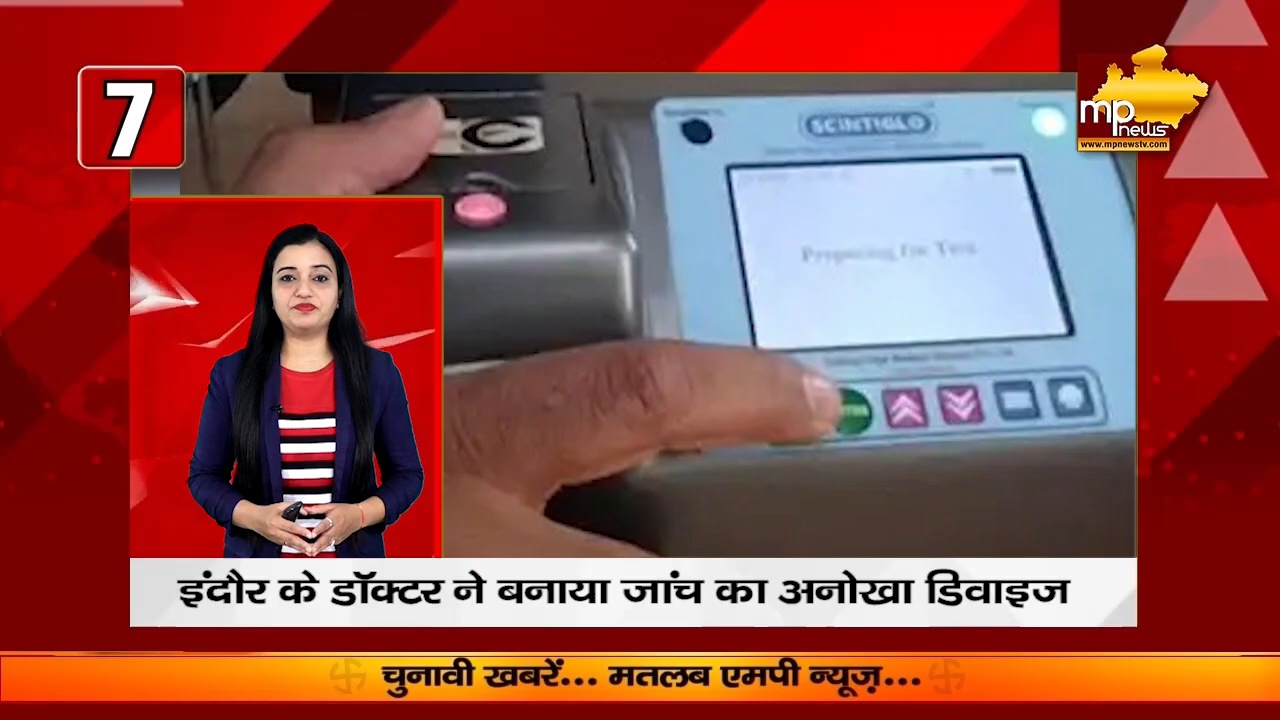 7
mp
news
www.mpnewstv.com
SCINTIGLO
Preparing for Test
इंदौर के डॉक्टर ने बनाया जांच का अनोखा डिवाइज
चुनावी खबरें... मतलब एमपी न्यूज़...